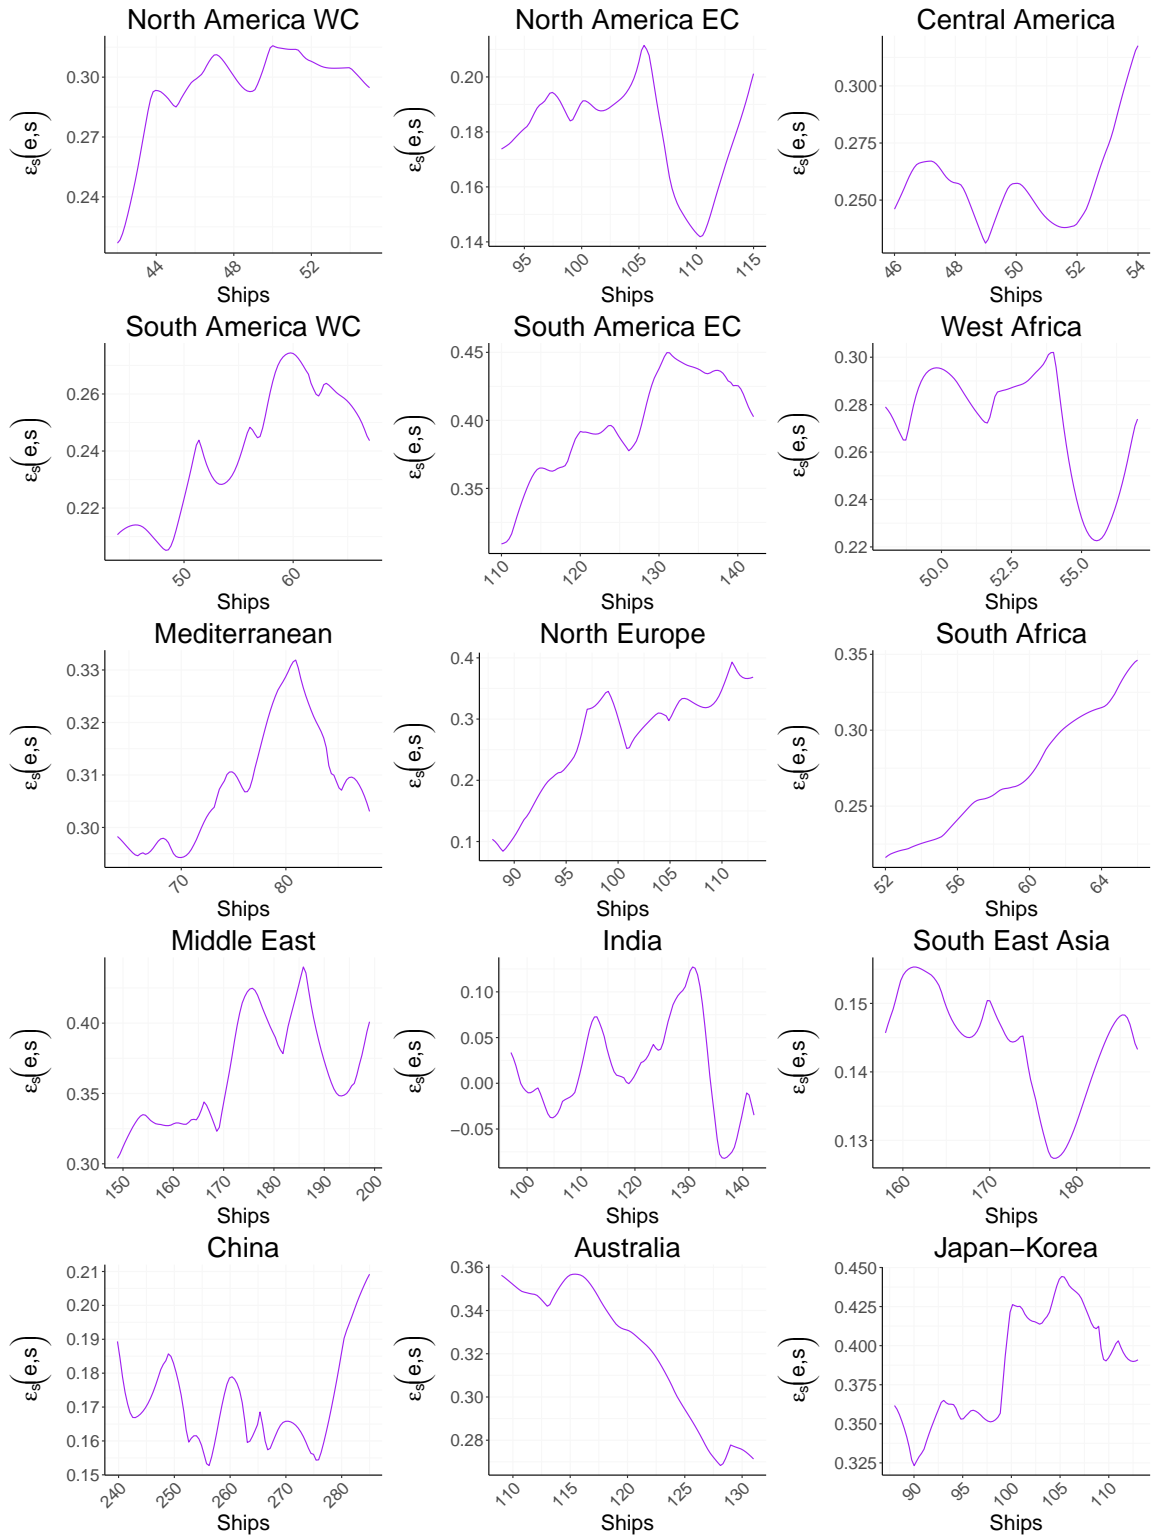 North America WC
0.30
0.27
0.24
εs(e,s)
44
48
52
Ships
North America EC
0.20
0.18
0.16
0.14
εs(e,s)
95
100
105
110
115
Ships
Central America
0.300
0.275
0.250
εs(e,s)
46
48
50
52
54
Ships
South America WC
0.26
0.24
0.22
εs(e,s)
50
60
Ships
South America EC
0.45
0.40
0.35
εs(e,s)
110
120
130
140
Ships
West Africa
0.30
0.28
0.26
0.24
0.22
εs(e,s)
50.0
52.5
55.0
Ships
Mediterranean
0.33
0.32
0.31
0.30
εs(e,s)
70
80
Ships
North Europe
0.4
0.3
0.2
0.1
εs(e,s)
90
95
100
105
110
Ships
South Africa
0.35
0.30
0.25
εs(e,s)
52
56
60
64
Ships
Middle East
0.40
0.35
0.30
εs(e,s)
150
160
170
180
190
200
Ships
India
0.10
0.05
0.00
−0.05
εs(e,s)
100
110
120
130
140
Ships
South East Asia
0.15
0.14
0.13
εs(e,s)
160
170
180
Ships
China
0.21
0.20
0.19
0.18
0.17
0.16
0.15
εs(e,s)
240
250
260
270
280
Ships
Australia
0.36
0.34
0.32
0.30
0.28
εs(e,s)
110
115
120
125
130
Ships
Japan−Korea
0.450
0.425
0.400
0.375
0.350
0.325
εs(e,s)
90
95
100
105
110
Ships